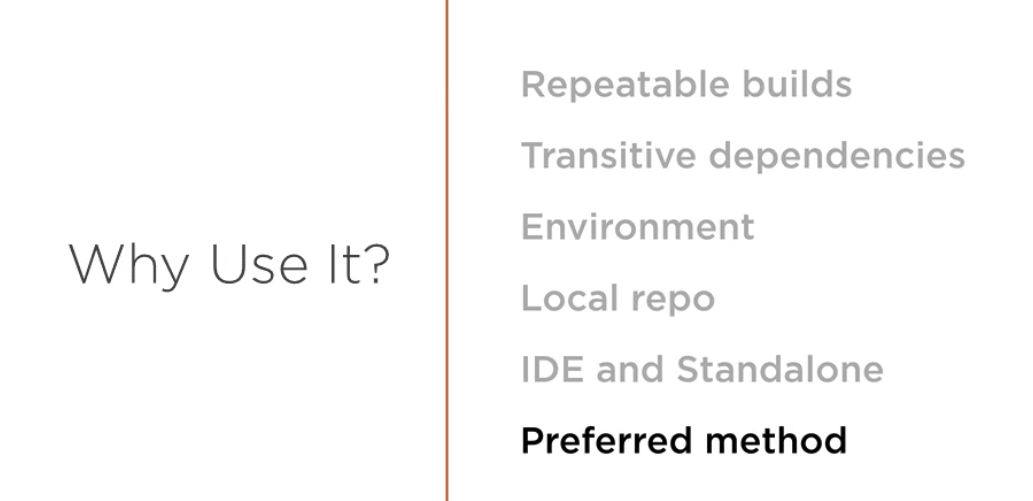 Why Use It?
Repeatable builds
Transitive dependencies
Environment
Local repo
IDE and Standalone
Preferred method